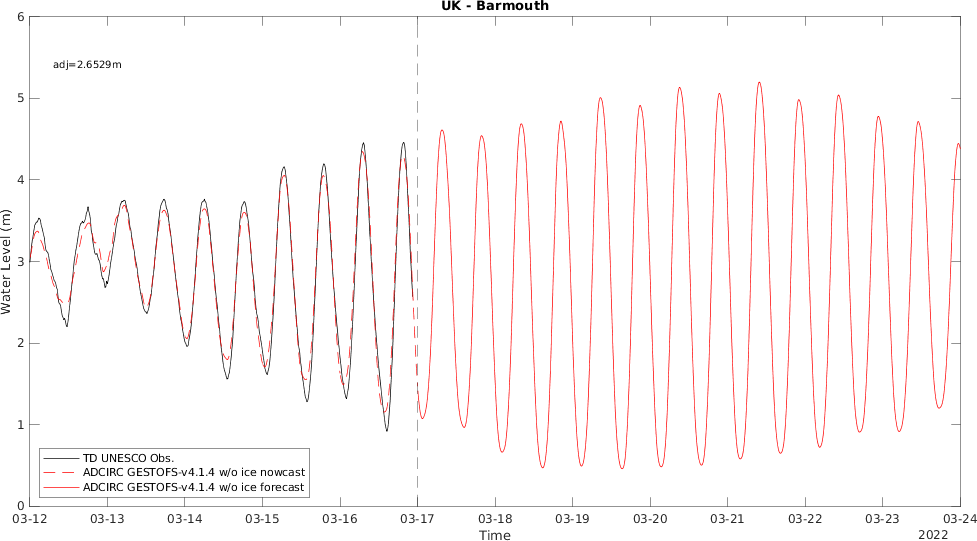 UK - Barmouth
6
adj=2.6529m
5
4
3
2
1
0
Water Level (m)
TD UNESCO Obs.
ADCIRC GESTOFS-v4.1.4 w/o ice nowcast
ADCIRC GESTOFS-v4.1.4 w/o ice forecast
03-12 03-13 03-14 03-15 03-16 03-17 03-18 03-19 03-20 03-21 03-22 03-23 03-24
Time
2022